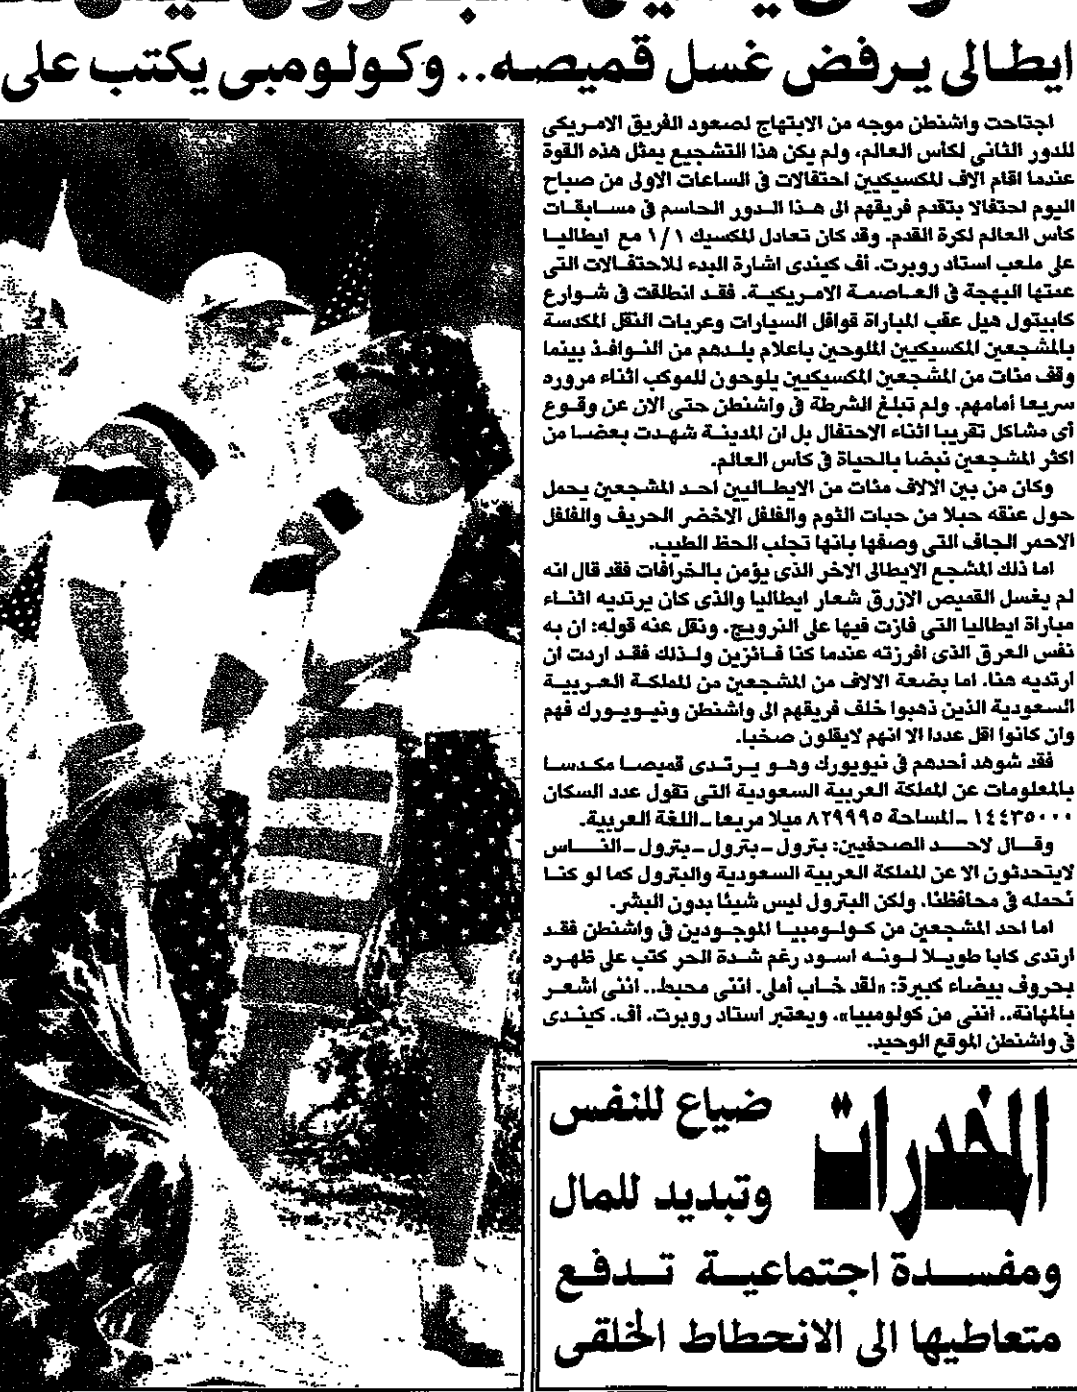 ايطالى يرفض غسل قميصه.. وكولومبى يكتب على
اجتاحت واشنطن موجه من الابتهاج لصعود الفريق الامريكى
للدور الثانى لكأس العالم، ولم يكن هذا التشجيع بمثل هذه القوة
عندما اقام الاف المكسيكيين احتفالات فى الساعات الاولى من صباح
اليوم احتفالا بتقدم فريقهم الى هذا الدور الحاسم فى مسابقات
كأس العالم لكرة القدم. وقد كان تعادل المكسيك ١/١ مع ايطاليا
على ملعب استاد روبرت. أف كيندى اشارة البدء للاحتفالات التى
عمتها البهجة فى العاصمة الامريكية. فقد انطلقت فى شوارع
كابيتول هيل عقب المباراة قوافل السيارات وعربات النقل المكدسة
بالمشجعين المكسيكيين الملوحين باعلام بلدهم من النوافذ بينما
وقف مئات من المشجعين المكسيكيين يلوحون للموكب اثناء مروره
سريعا أمامهم. ولم تبلغ الشرطة فى واشنطن حتى الان عن وقوع
أى مشاكل تقريبا اثناء الاحتفال بل ان المدينة شهدت بعضا من
اكثر المشجعين نبضا بالحياة فى كأس العالم.
وكان من بين الالاف مئات من الايطاليين احد المشجعين يحمل
حول عنقه حبلا من حبات الثوم والفلفل الاخضر الحريف والفلفل
الاحمر الجاف التى وصفها بانها تجلب الحظ الطيب.
اما ذلك المشجع الايطالى الاخر الذى يؤمن بالخرافات فقد قال انه
لم يغسل القميص الازرق شعار ايطاليا والذى كان يرتديه اثناء
مباراة ايطاليا التى فازت فيها على النرويج. ونقل عنه قوله: ان به
نفس العرق الذى افرزته عندما كنا فائزين ولذلك فقد اردت ان
ارتديه هنا. اما بضعة الالاف من المشجعين من المملكة العربية
السعودية الذين ذهبوا خلف فريقهم الى واشنطن ونيويورك فهم
وان كانوا اقل عددا الا انهم لايقلون صخبا.
فقد شوهد أحدهم فى نيويورك وهو يرتدى قميصا مكدسا
بالمعلومات عن المملكة العربية السعودية التى تقول عدد السكان
١٤٤٣٥٠٠٠ ـ المساحة ٨٢٩٩٩٥ ميلا مربعا ـ اللغة العربية.
وقال لاحد الصحفيين: بترول ـ بترول ـ بترول ـ الناس
لايتحدثون الا عن المملكة العربية السعودية والبترول كما لو كنا
نحمله فى محافظنا، ولكن البترول ليس شيئا بدون البشر.
اما احد المشجعين من كولومبيا الموجودين فى واشنطن فقد
ارتدى كابا طويلا لونه اسود رغم شدة الحر كتب على ظهره
بحروف بيضاء كبيرة: «لقد خاب أملى. اننى محبط.. اننى اشعر
بالمهانة.. اننى من كولومبيا». ويعتبر استاد روبرت. أف. كيندى
فى واشنطن الموقع الوحيد.
المخدرات
ضياع للنفس
وتبديد للمال
ومفسدة اجتماعية تدفع
متعاطيها الى الانحطاط الخلقى